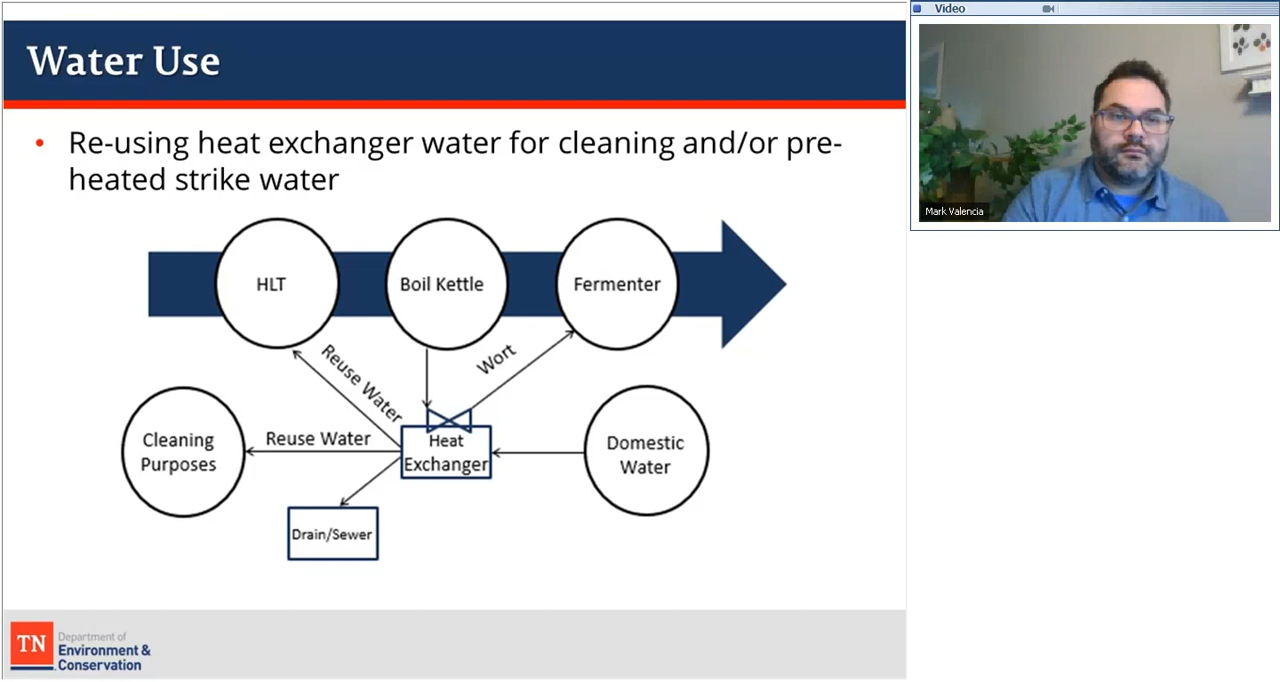 Water Use
• Re-using heat exchanger water for cleaning and/or pre-
heated strike water
HLT
Boil Kettle
Fermenter
Reuse Water
Wort
Cleaning
Purposes
Reuse Water
Heat
Exchanger
Domestic
Water
Drain/Sewer
TN
Department of
Environment &
Conservation
Video
Mark Valencia